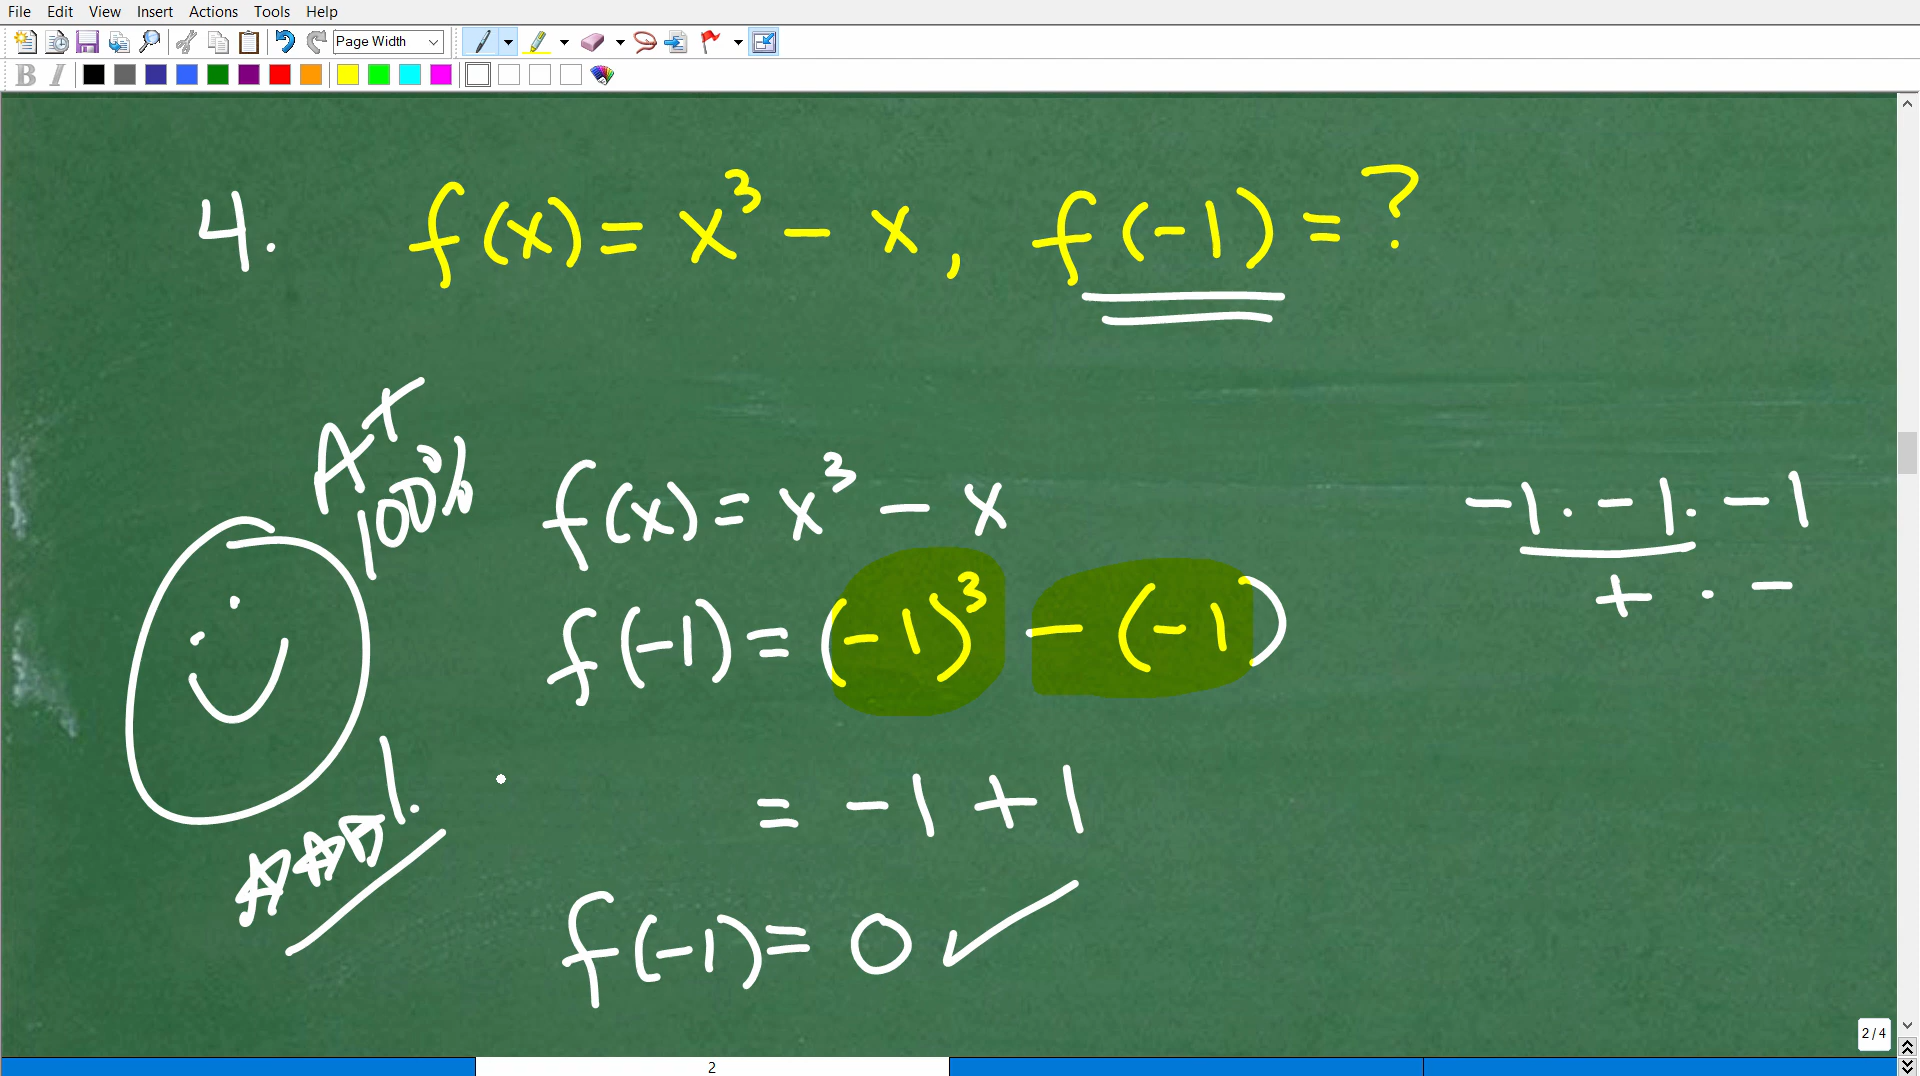 File Edit View Insert Actions Tools Help
Page Width
B I
4. f(x) = x³ - x, f(-1) = ?
A+
100%
f(x) = x³ - x
-1 · -1 · -1
+ · -
f(-1) = (-1)³ - (-1)
= -1 + 1
f(-1) = 0 ✓
2 / 4
2